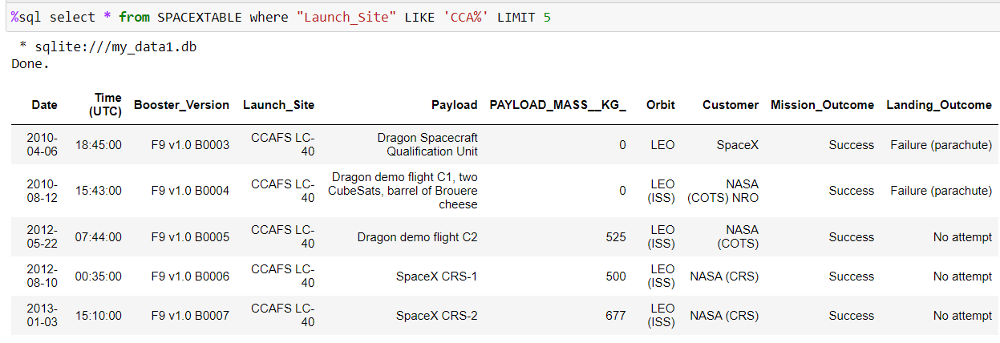 %sql select * from SPACEXTABLE where "Launch_Site" LIKE 'CCA%' LIMIT 5
* sqlite:///my_data1.db
Done.
Date Time (UTC) Booster_Version Launch_Site Payload PAYLOAD_MASS__KG_ Orbit Customer Mission_Outcome Landing_Outcome
2010-04-06 18:45:00 F9 v1.0 B0003 CCAFS LC-40 Dragon Spacecraft Qualification Unit 0 LEO SpaceX Success Failure (parachute)
2010-08-12 15:43:00 F9 v1.0 B0004 CCAFS LC-40 Dragon demo flight C1, two CubeSats, barrel of Brouere cheese 0 LEO (ISS) NASA (COTS) NRO Success Failure (parachute)
2012-05-22 07:44:00 F9 v1.0 B0005 CCAFS LC-40 Dragon demo flight C2 525 LEO (ISS) NASA (COTS) Success No attempt
2012-08-10 00:35:00 F9 v1.0 B0006 CCAFS LC-40 SpaceX CRS-1 500 LEO (ISS) NASA (CRS) Success No attempt
2013-01-03 15:10:00 F9 v1.0 B0007 CCAFS LC-40 SpaceX CRS-2 677 LEO (ISS) NASA (CRS) Success No attempt